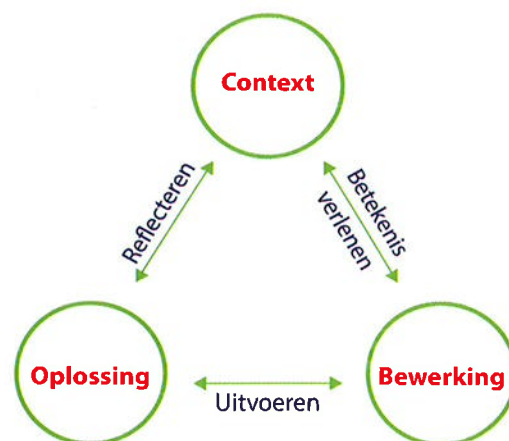 Context
Reflecteren
Betekenis
verlenen
Oplossing
Uitvoeren
Bewerking